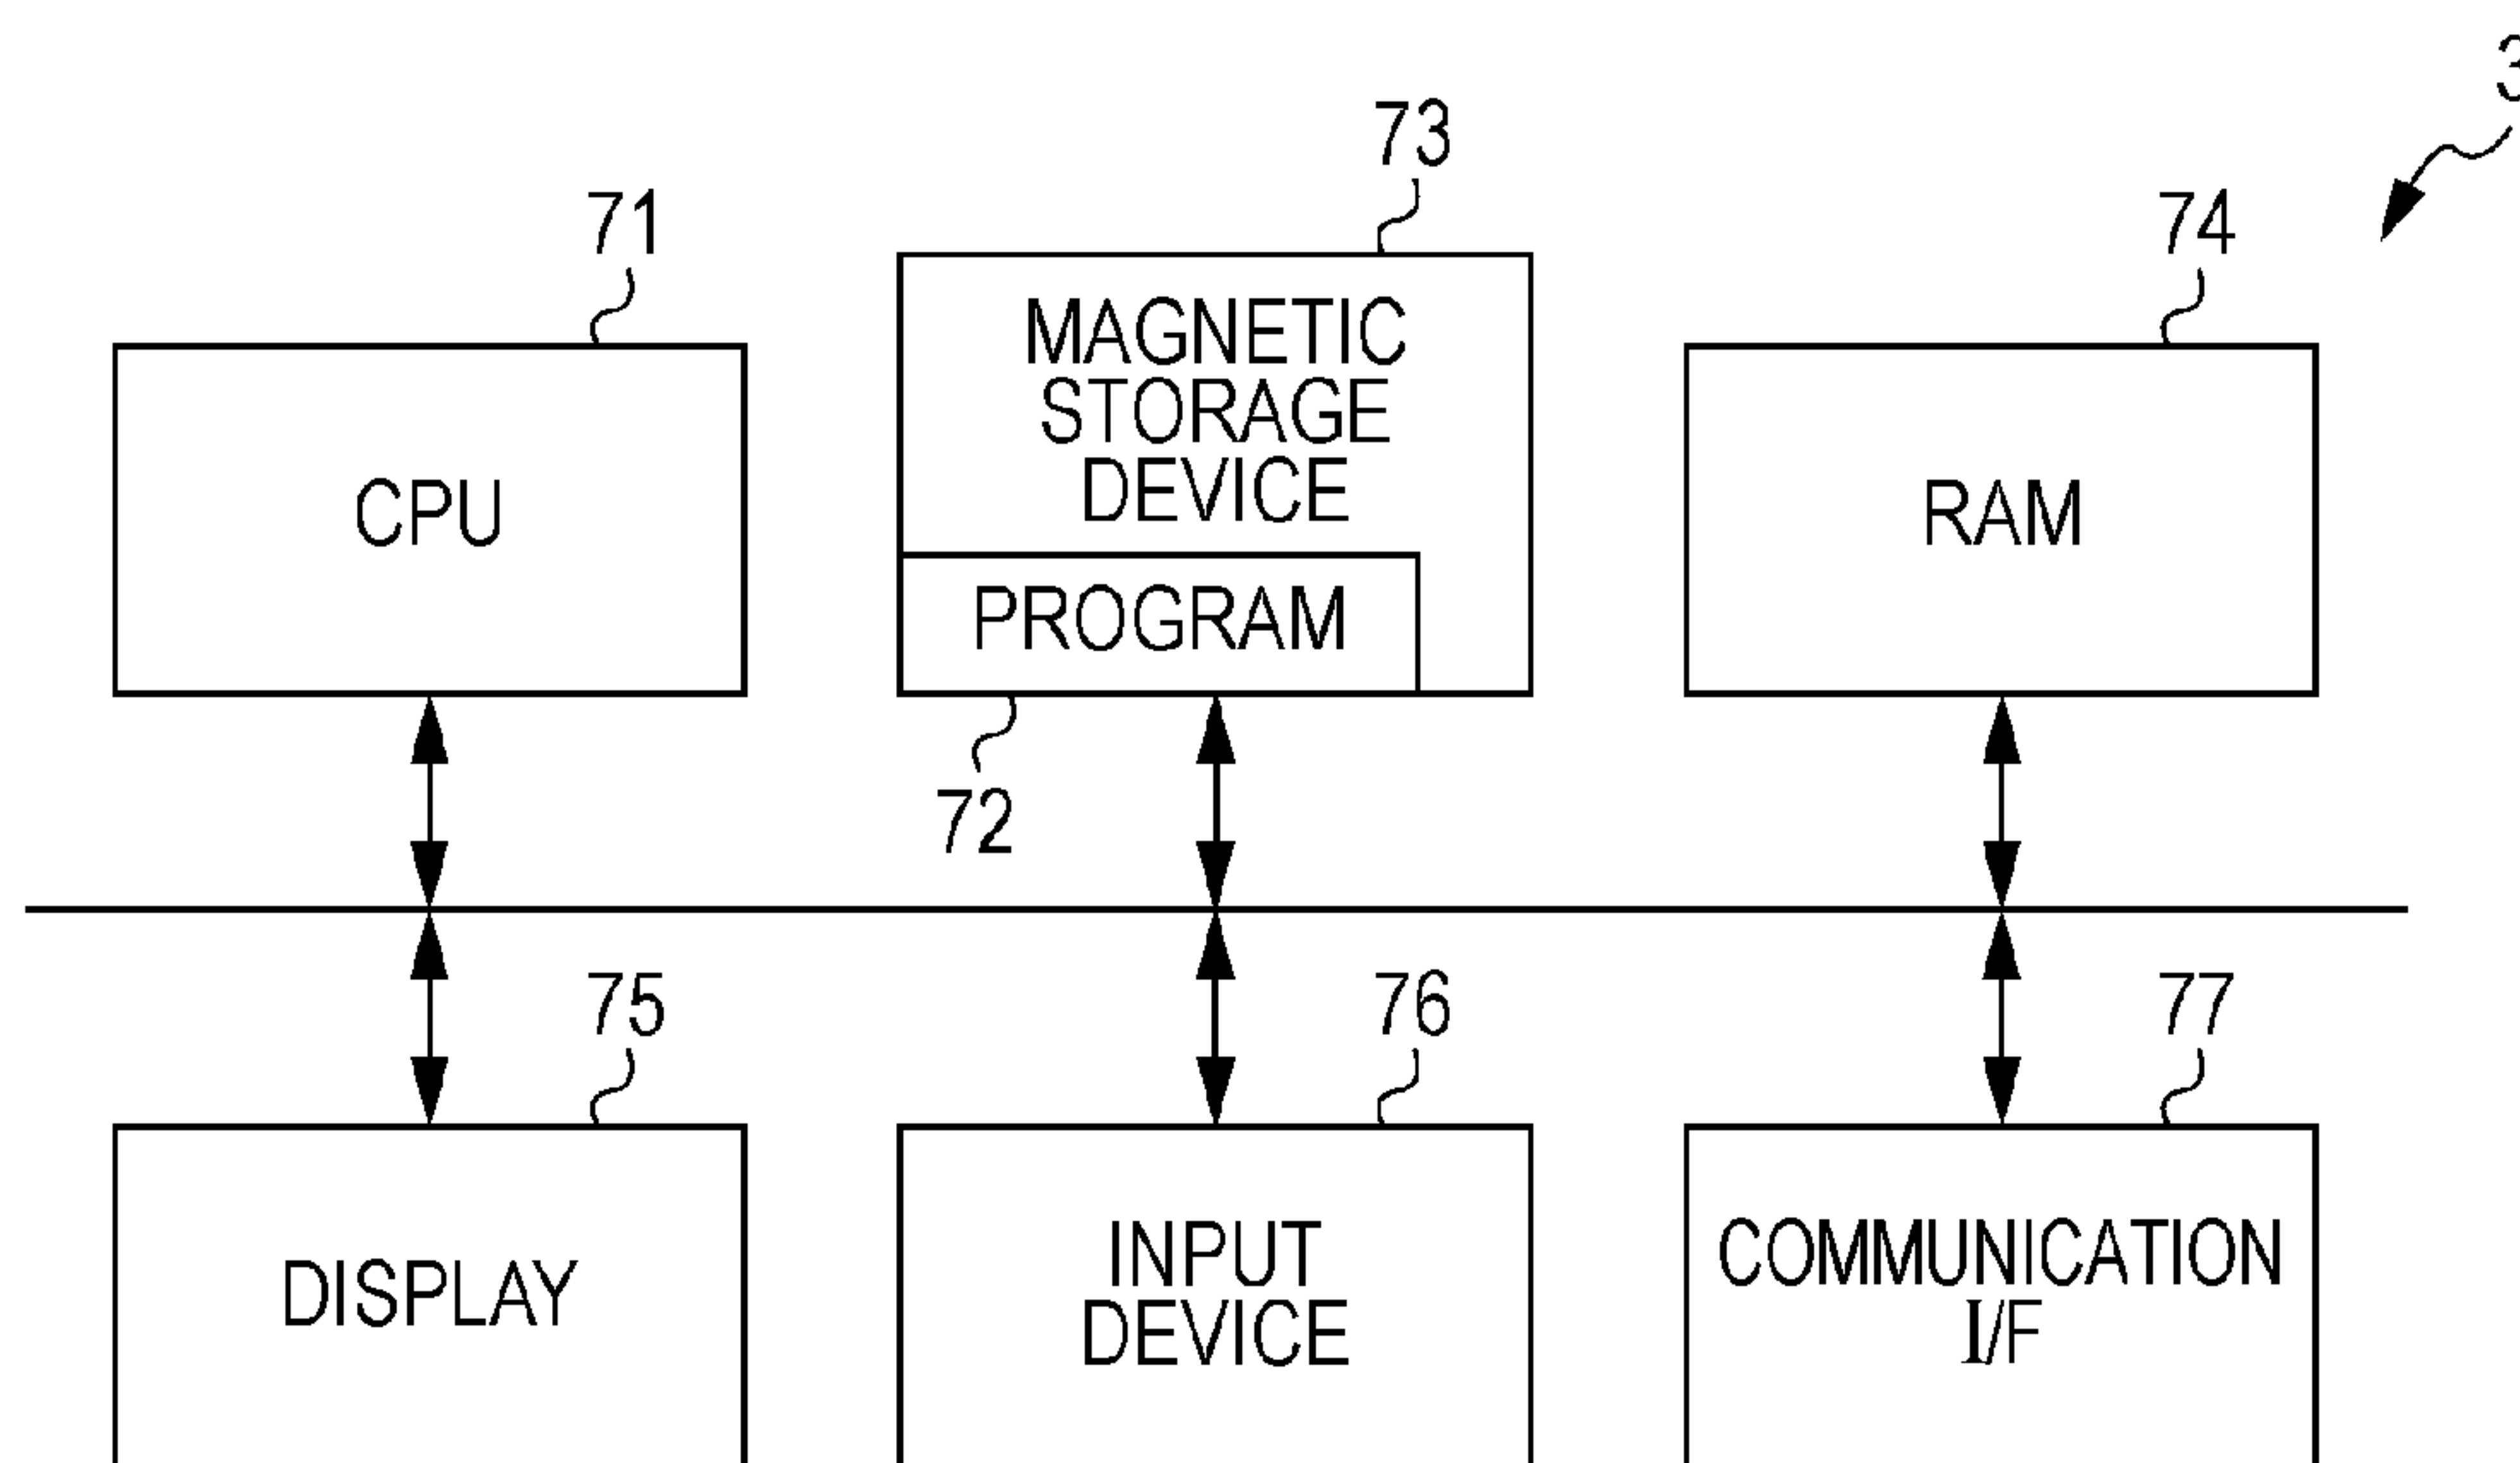 73
71
74
MAGNETIC
STORAGE
DEVICE
CPU
RAM
PROGRAM
72
75
76
77
DISPLAY
INPUT
DEVICE
COMMUNICATION
I/F